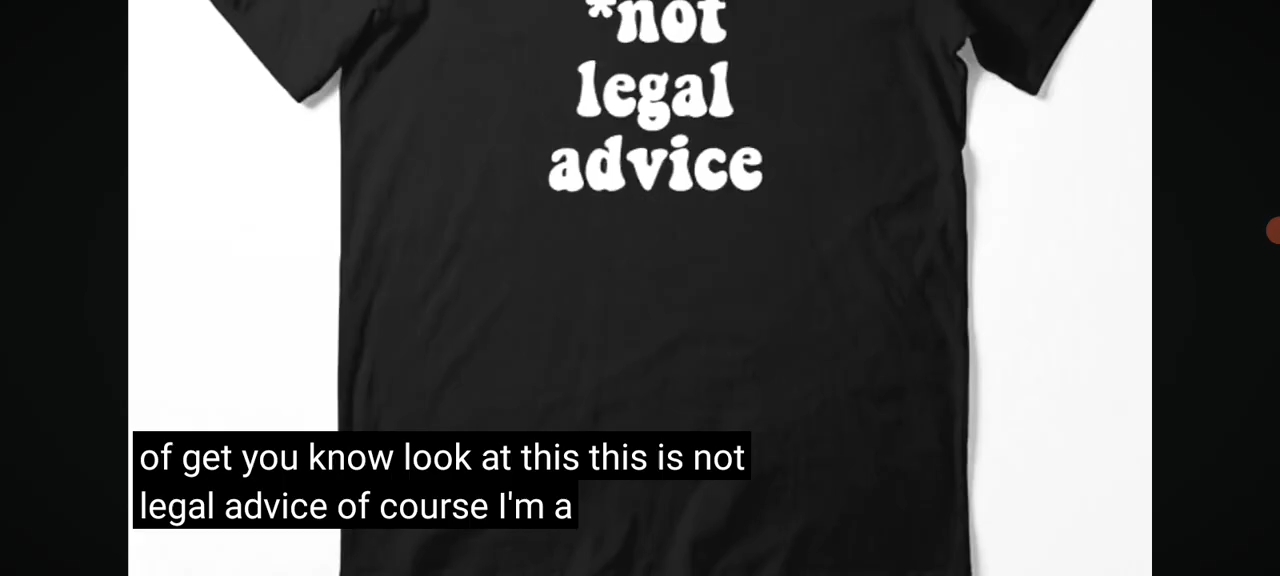 *not
legal
advice
of get you know look at this this is not
legal advice of course I'm a